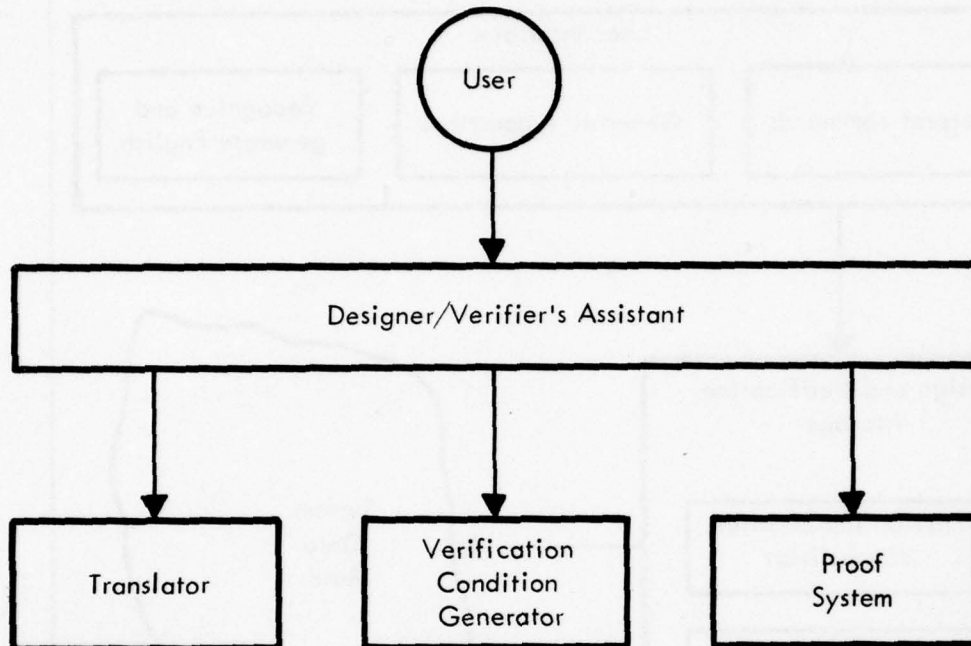 User
Designer/Verifier's Assistant
Translator
Verification
Condition
Generator
Proof
System